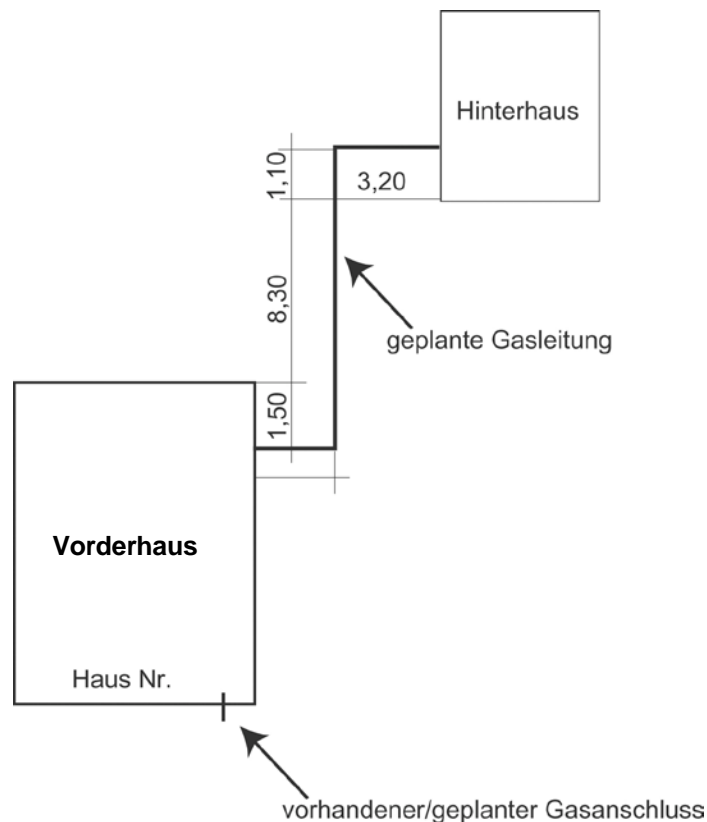 Hinterhaus
1,10
3,20
8,30
geplante Gasleitung
1,50
Vorderhaus
Haus Nr.
vorhandener/geplanter Gasanschluss